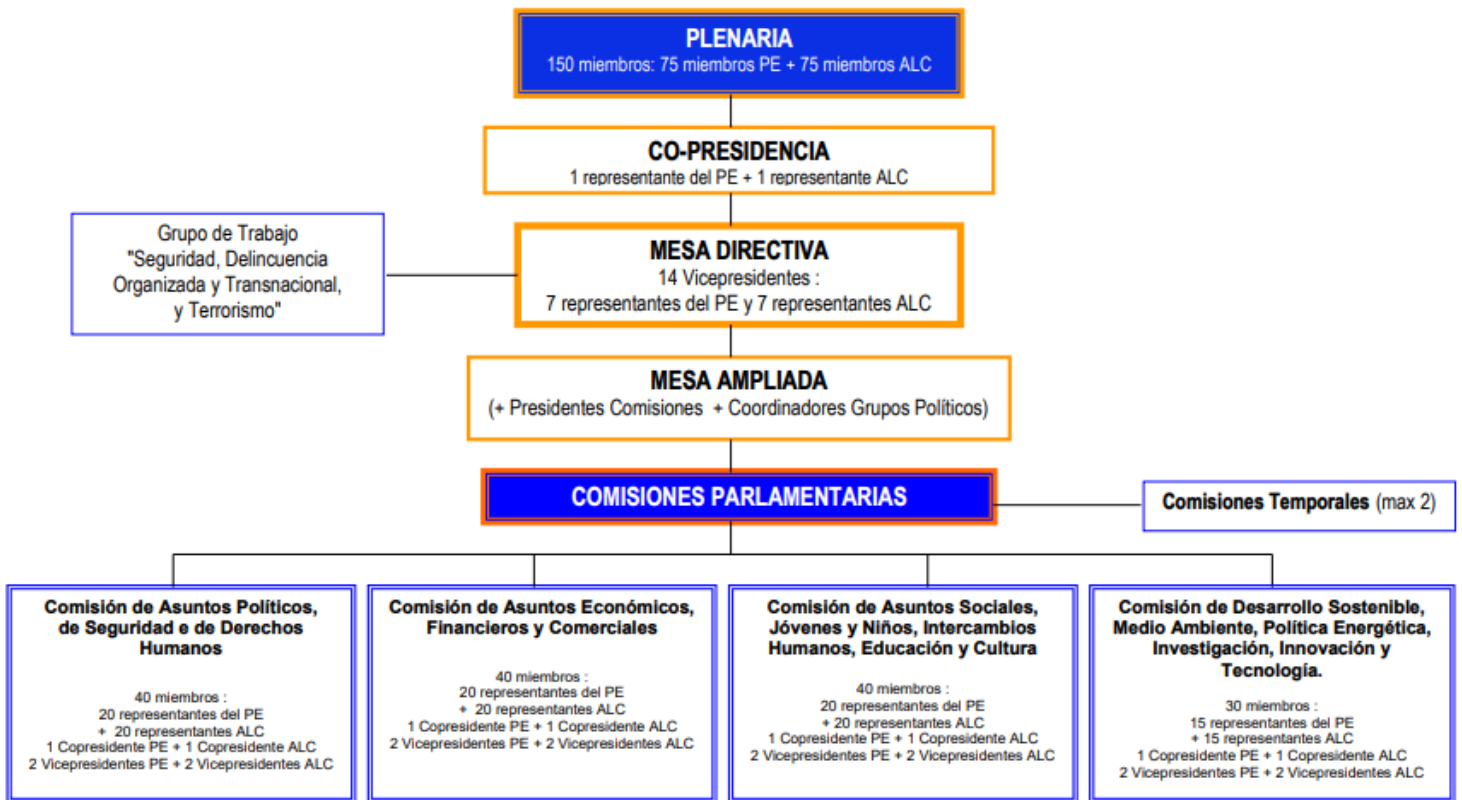 PLENARIA
150 miembros: 75 miembros PE + 75 miembros ALC
CO-PRESIDENCIA
1 representante del PE + 1 representante ALC
Grupo de Trabajo
"Seguridad, Delincuencia
Organizada y Transnacional,
y Terrorismo"
MESA DIRECTIVA
14 Vicepresidentes :
7 representantes del PE y 7 representantes ALC
MESA AMPLIADA
(+ Presidentes Comisiones + Coordinadores Grupos Políticos)
COMISIONES PARLAMENTARIAS
Comisiones Temporales (max 2)
Comisión de Asuntos Políticos,
de Seguridad e de Derechos
Humanos
40 miembros :
20 representantes del PE
+ 20 representantes ALC
1 Copresidente PE + 1 Copresidente ALC
2 Vicepresidentes PE + 2 Vicepresidentes ALC
Comisión de Asuntos Económicos,
Financieros y Comerciales
40 miembros :
20 representantes del PE
+ 20 representantes ALC
1 Copresidente PE + 1 Copresidente ALC
2 Vicepresidentes PE + 2 Vicepresidentes ALC
Comisión de Asuntos Sociales,
Jóvenes y Niños, Intercambios
Humanos, Educación y Cultura
40 miembros :
20 representantes del PE
+ 20 representantes ALC
1 Copresidente PE + 1 Copresidente ALC
2 Vicepresidentes PE + 2 Vicepresidentes ALC
Comisión de Desarrollo Sostenible,
Medio Ambiente, Política Energética,
Investigación, Innovación y
Tecnología.
30 miembros :
15 representantes del PE
+ 15 representantes ALC
1 Copresidente PE + 1 Copresidente ALC
2 Vicepresidentes PE + 2 Vicepresidentes ALC